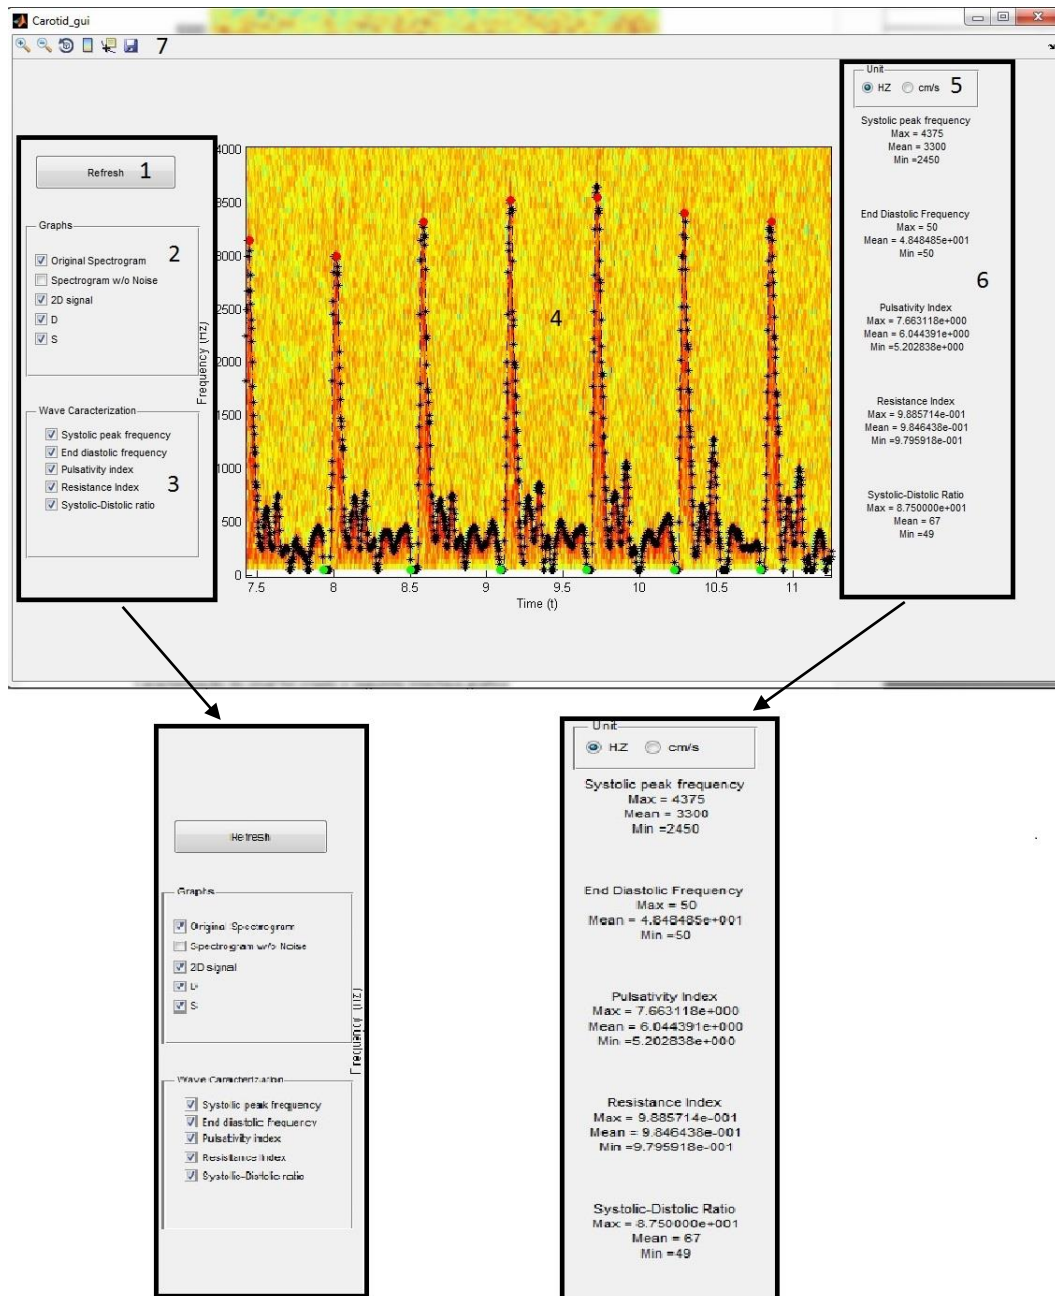 Carotid_gui
7
1
Refresh
Graphs
2
Original Spectrogram
Spectrogram w/o Noise
2D signal
D
S
Wave Caracterization
Systolic peak frequency
End diastolic frequency
Pulsativity index
3
Resistance Index
Systolic-Distolic ratio
4000
3500
3000
2500
2000
1500
1000
500
0
Frequency (Hz)
4
7.5
8
8.5
9
9.5
10
10.5
11
Time (t)
Unit
HZ
cm/s
5
Systolic peak frequency
Max = 4375
Mean = 3300
Min =2450
End Diastolic Frequency
Max = 50
Mean = 4.848485e+001
Min =50
6
Pulsativity Index
Max = 7.663118e+000
Mean = 6.044391e+000
Min =5.202838e+000
Resistance Index
Max = 9.885714e-001
Mean = 9.846438e-001
Min =9.795918e-001
Systolic-Distolic Ratio
Max = 8.750000e+001
Mean = 67
Min =49
Refresh
Graphs
Original Spectrogram
Spectrogram w/o Noise
2D signal
D
S
Wave Caracterization
Systolic peak frequency
End diastolic frequency
Pulsativity index
Resistance Index
Systolic-Distolic ratio
Unit
HZ
cm/s
Systolic peak frequency
Max = 4375
Mean = 3300
Min =2450
End Diastolic Frequency
Max = 50
Mean = 4.848485e+001
Min =50
Pulsativity Index
Max = 7.663118e+000
Mean = 6.044391e+000
Min =5.202838e+000
Resistance Index
Max = 9.885714e-001
Mean = 9.846438e-001
Min =9.795918e-001
Systolic-Distolic Ratio
Max = 8.750000e+001
Mean = 67
Min =49